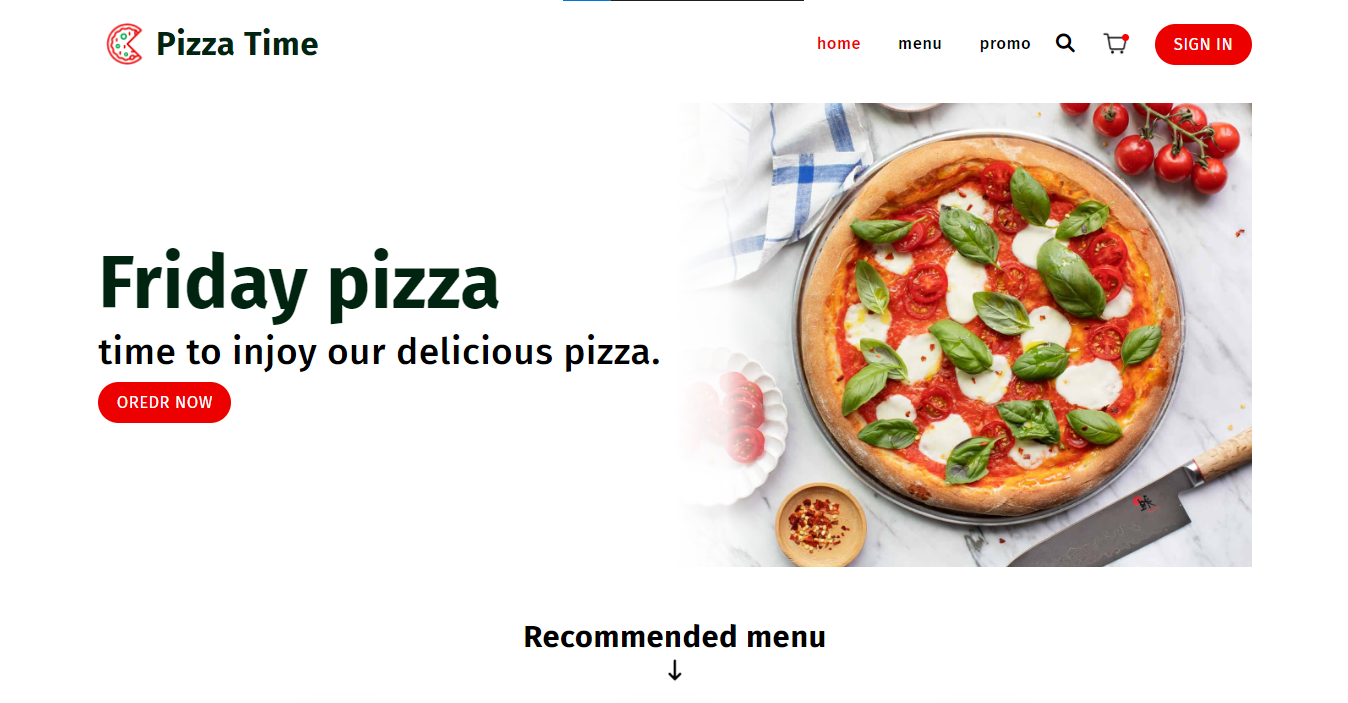 Pizza Time
home menu promo SIGN IN
Friday pizza
time to injoy our delicious pizza.
OREDR NOW
Recommended menu